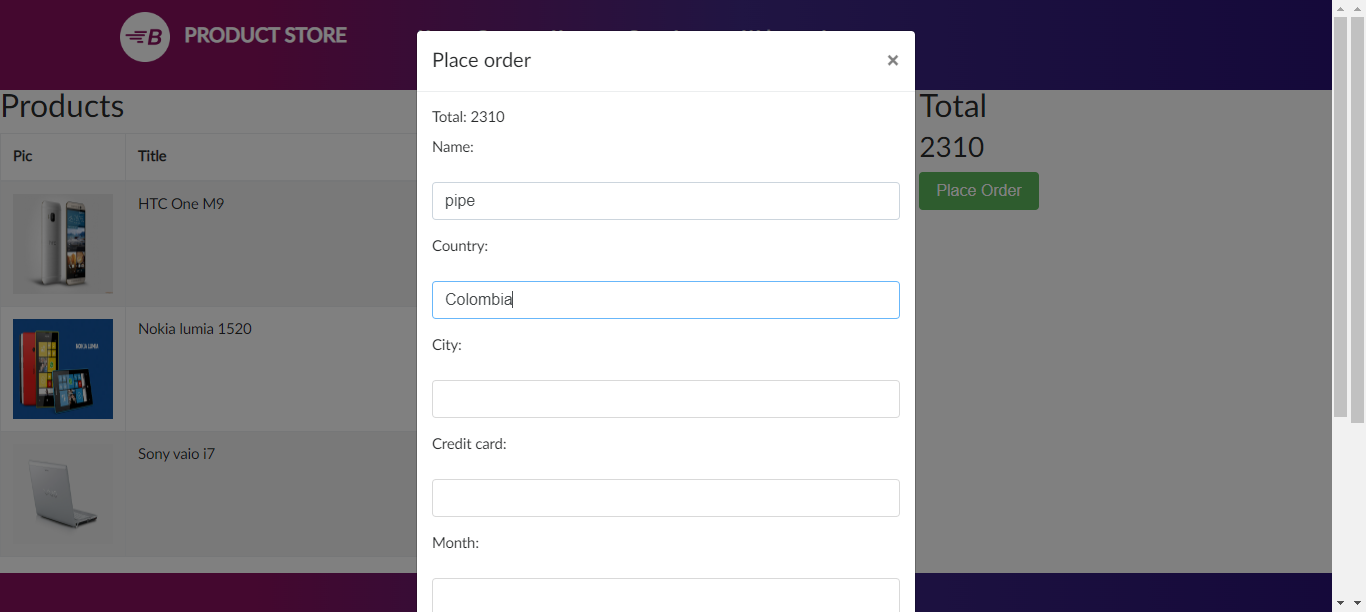 PRODUCT STORE
Place order
×
Total: 2310
Name:
pipe
Country:
Colombia
City:
Credit card:
Month:
Products
Pic Title
HTC One M9
Nokia lumia 1520
Sony vaio i7
Total
2310
Place Order